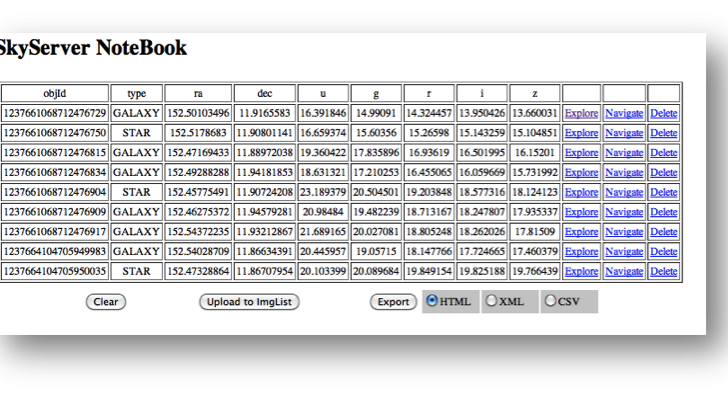 SkyServer NoteBook
objId type ra dec u g r i z
1237661068712476729 GALAXY 152.50103496 11.9165583 16.391846 14.99091 14.324457 13.950426 13.660031 Explore Navigate Delete
1237661068712476750 STAR 152.5178683 11.90801141 16.659374 15.60356 15.26598 15.143259 15.104851 Explore Navigate Delete
1237661068712476815 GALAXY 152.47169433 11.88972038 19.360422 17.835896 16.93619 16.501995 16.15201 Explore Navigate Delete
1237661068712476834 GALAXY 152.49288288 11.94181853 18.631321 17.210253 16.455065 16.059669 15.731992 Explore Navigate Delete
1237661068712476904 STAR 152.45775491 11.90724208 23.189379 20.504501 19.203848 18.577316 18.124123 Explore Navigate Delete
1237661068712476909 GALAXY 152.46275372 11.94579281 20.98484 19.482239 18.713167 18.247807 17.935337 Explore Navigate Delete
1237661068712476917 GALAXY 152.54372235 11.93212867 21.689165 20.027081 18.805248 18.262026 17.81509 Explore Navigate Delete
1237664104705949983 GALAXY 152.54028709 11.86634391 20.445957 19.05715 18.147766 17.724665 17.460379 Explore Navigate Delete
1237664104705950035 STAR 152.47328864 11.86707954 20.103399 20.089684 19.849154 19.825188 19.766439 Explore Navigate Delete
Clear Upload to ImgList Export HTML XML CSV